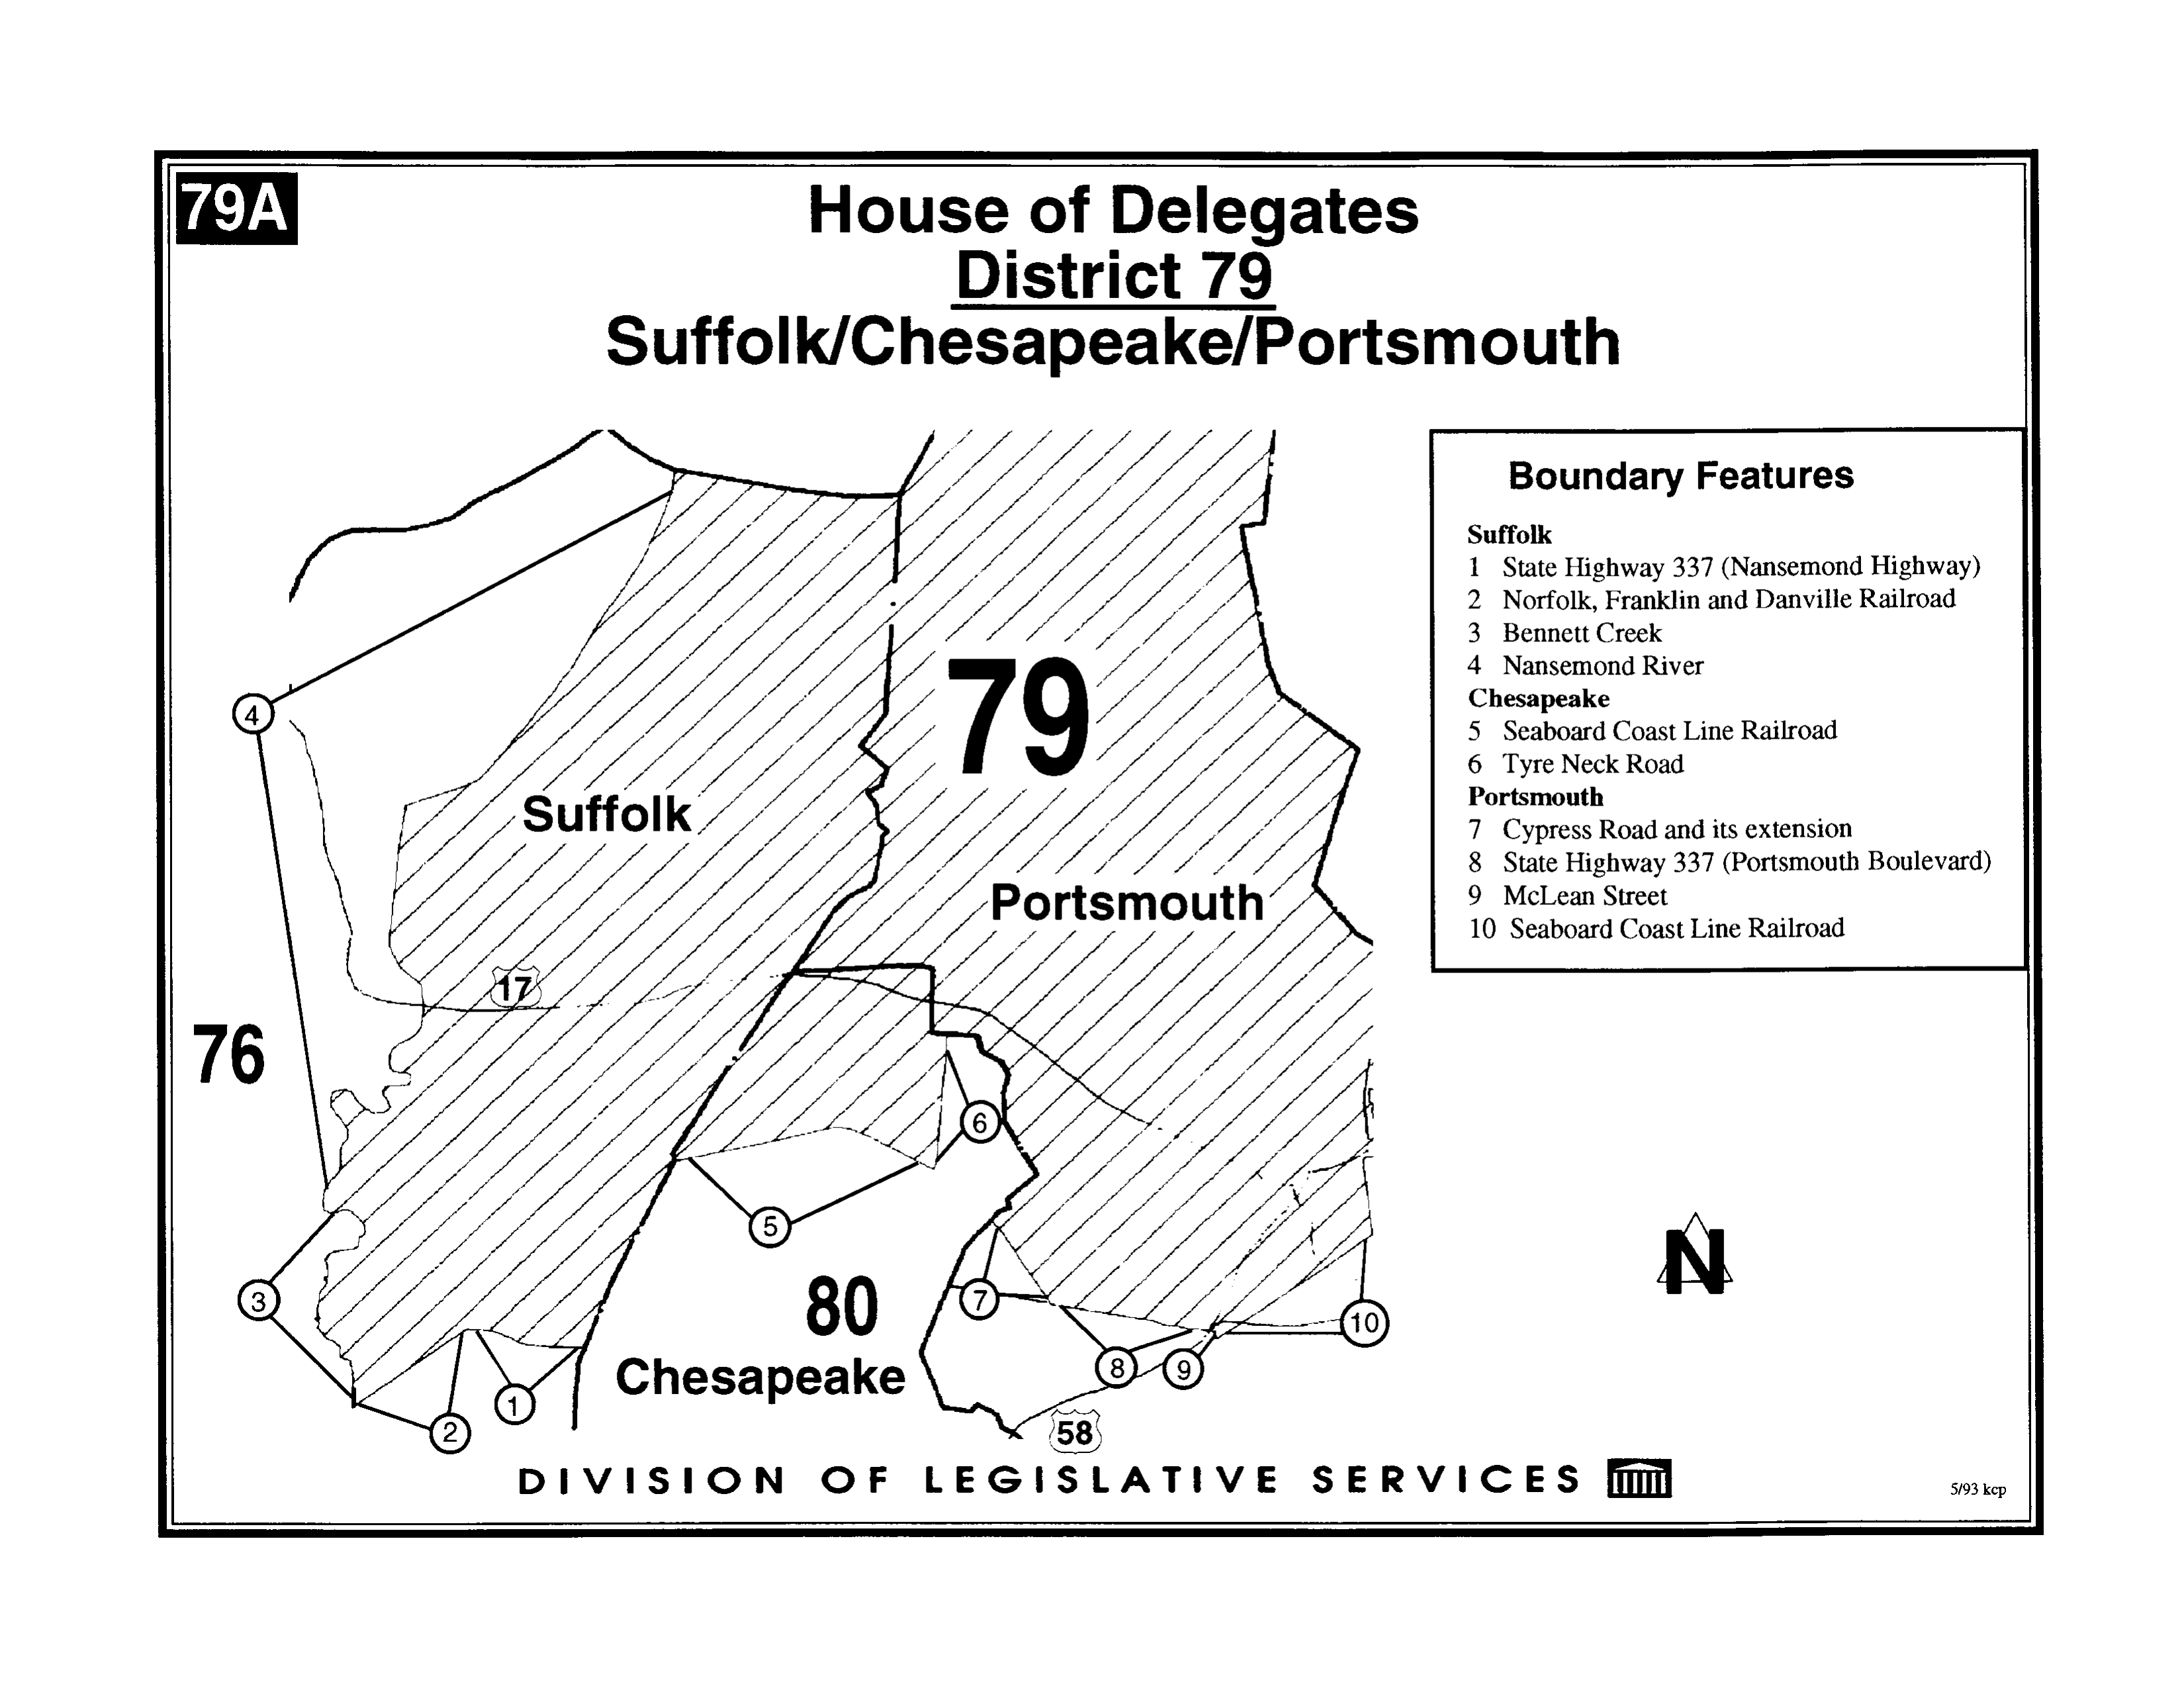 79A
House of Delegates
District 79
Suffolk/Chesapeake/Portsmouth
Boundary Features
Suffolk
1 State Highway 337 (Nansemond Highway)
2 Norfolk, Franklin and Danville Railroad
3 Bennett Creek
4 Nansemond River
Chesapeake
5 Seaboard Coast Line Railroad
6 Tyre Neck Road
Portsmouth
7 Cypress Road and its extension
8 State Highway 337 (Portsmouth Boulevard)
9 McLean Street
10 Seaboard Coast Line Railroad
79
4
Suffolk
Portsmouth
17
76
6
5
3
80
7
10
Chesapeake
8
9
1
2
58
N
DIVISION OF LEGISLATIVE SERVICES
5/93 kcp